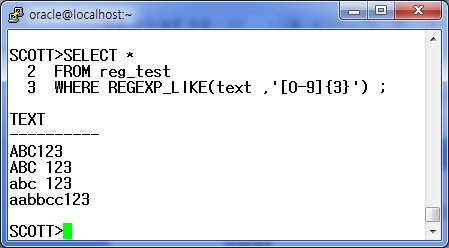 oracle@localhost:~
SCOTT>SELECT *
  2  FROM reg_test
  3  WHERE REGEXP_LIKE(text ,'[0-9]{3}') ;
TEXT
----------
ABC123
ABC 123
abc 123
aabbcc123
SCOTT>